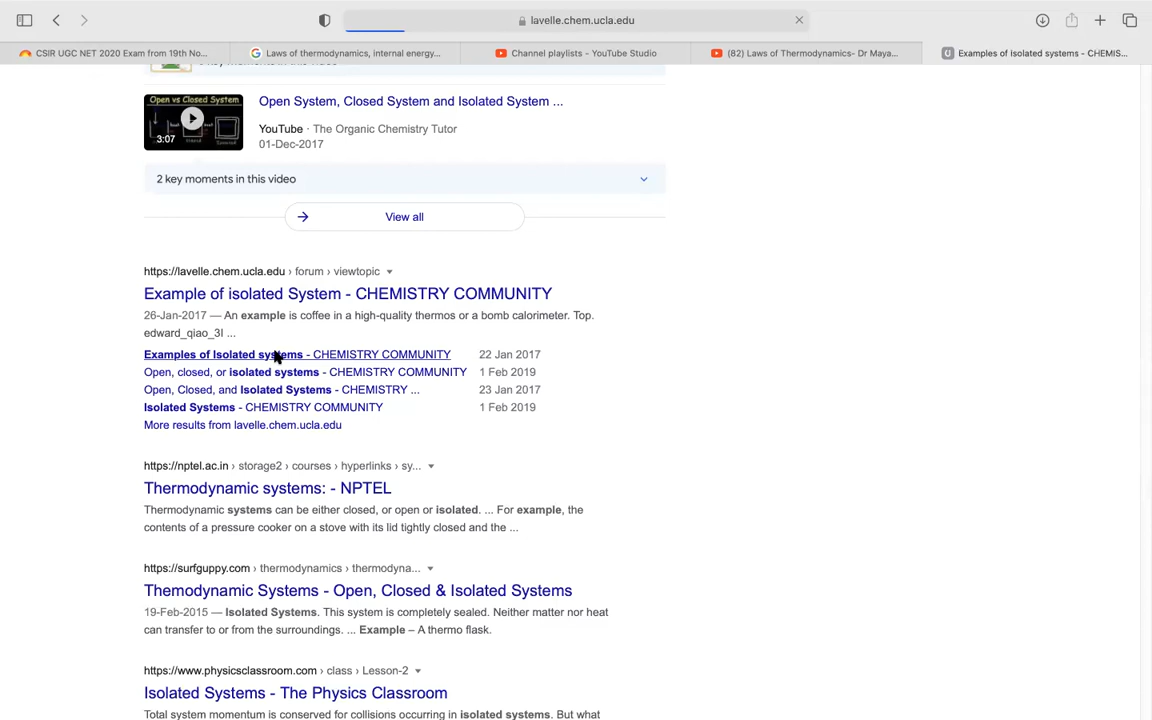 lavelle.chem.ucla.edu
CSIR UGC NET 2020 Exam from 19th No...
Laws of thermodynamics, internal energy...
Channel playlists - YouTube Studio
(82) Laws of Thermodynamics- Dr Maya...
Examples of Isolated systems - CHEMIS...
Open vs Closed System
3:07
Open System, Closed System and Isolated System ...
YouTube · The Organic Chemistry Tutor
01-Dec-2017
2 key moments in this video
View all
https://lavelle.chem.ucla.edu › forum › viewtopic
Example of isolated System - CHEMISTRY COMMUNITY
26-Jan-2017 — An example is coffee in a high-quality thermos or a bomb calorimeter. Top.
edward_qiao_3I ...
Examples of Isolated systems - CHEMISTRY COMMUNITY 22 Jan 2017
Open, closed, or isolated systems - CHEMISTRY COMMUNITY 1 Feb 2019
Open, Closed, and Isolated Systems - CHEMISTRY ... 23 Jan 2017
Isolated Systems - CHEMISTRY COMMUNITY 1 Feb 2019
More results from lavelle.chem.ucla.edu
https://nptel.ac.in › storage2 › courses › hyperlinks › sy...
Thermodynamic systems: - NPTEL
Thermodynamic systems can be either closed, or open or isolated. ... For example, the
contents of a pressure cooker on a stove with its lid tightly closed and the ...
https://surfguppy.com › thermodynamics › thermodyna...
Themodynamic Systems - Open, Closed & Isolated Systems
19-Feb-2015 — Isolated Systems. This system is completely sealed. Neither matter nor heat
can transfer to or from the surroundings. ... Example – A thermo flask.
https://www.physicsclassroom.com › class › Lesson-2
Isolated Systems - The Physics Classroom
Total system momentum is conserved for collisions occurring in isolated systems. But what